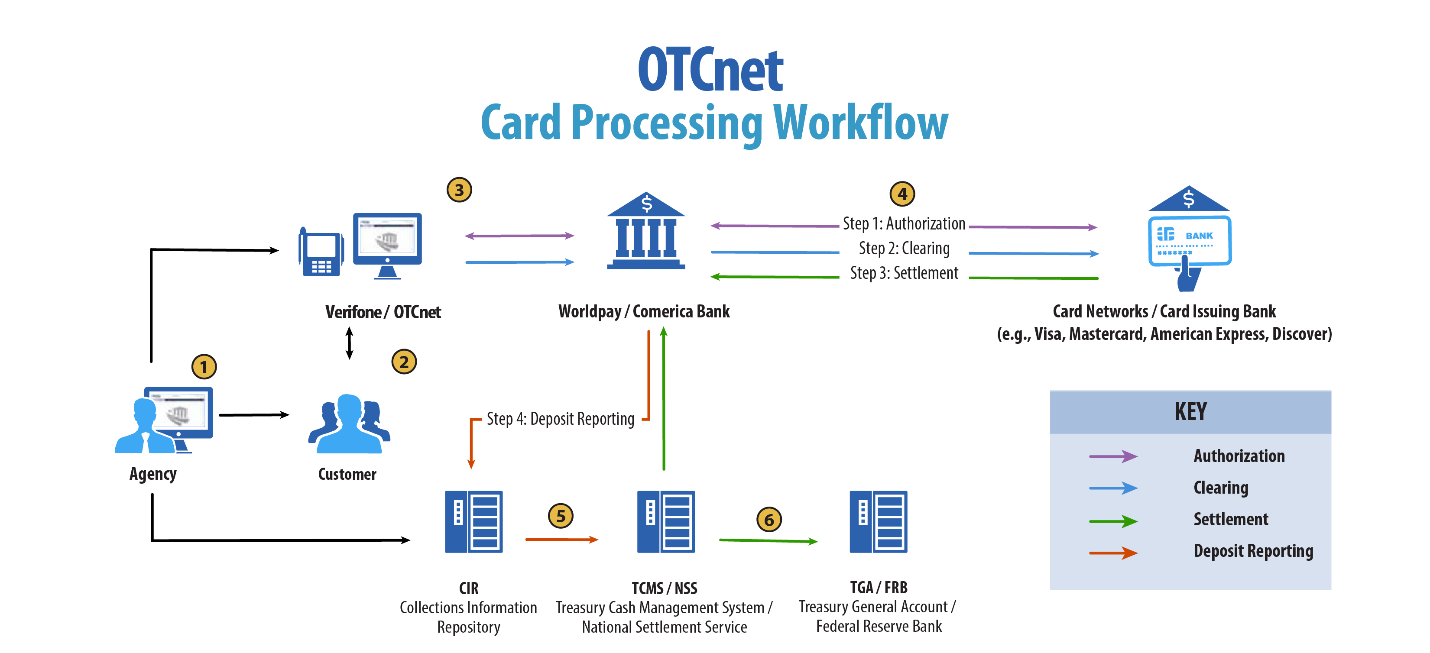 OTCnet
Card Processing Workflow
3
4
$
$
Step 1: Authorization
Step 2: Clearing
Step 3: Settlement
BANK
Verifone / OTCnet
Worldpay / Comerica Bank
Card Networks / Card Issuing Bank
(e.g., Visa, Mastercard, American Express, Discover)
1
2
Agency
Customer
Step 4: Deposit Reporting
KEY
Authorization
Clearing
Settlement
Deposit Reporting
5
6
CIR
Collections Information
Repository
TCMS / NSS
Treasury Cash Management System /
National Settlement Service
TGA / FRB
Treasury General Account /
Federal Reserve Bank